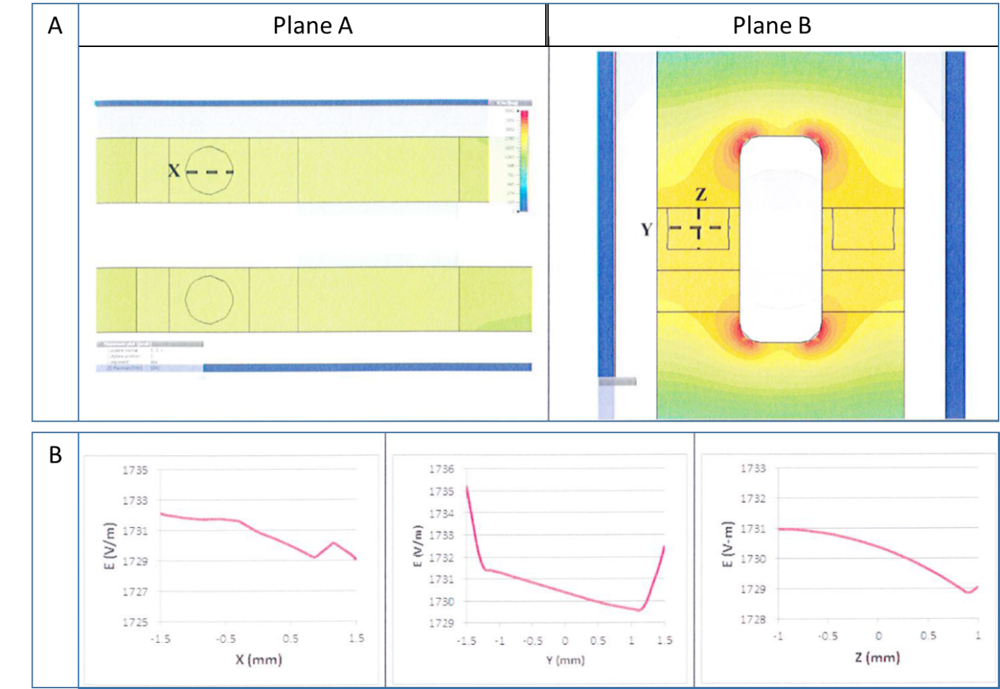 A
Plane A
Plane B
X
Z
Y
B
1735
1733
1731
1729
1727
1725
E (V/m)
-1.5
-0.5
0.5
1.5
X (mm)
1736
1735
1734
1733
1732
1731
1730
1729
E (V/m)
-1.5
-1
-0.5
0
0.5
1
1.5
Y (mm)
1733
1732
1731
1730
1729
1728
E (V-m)
-1
-0.5
0
0.5
1
Z (mm)